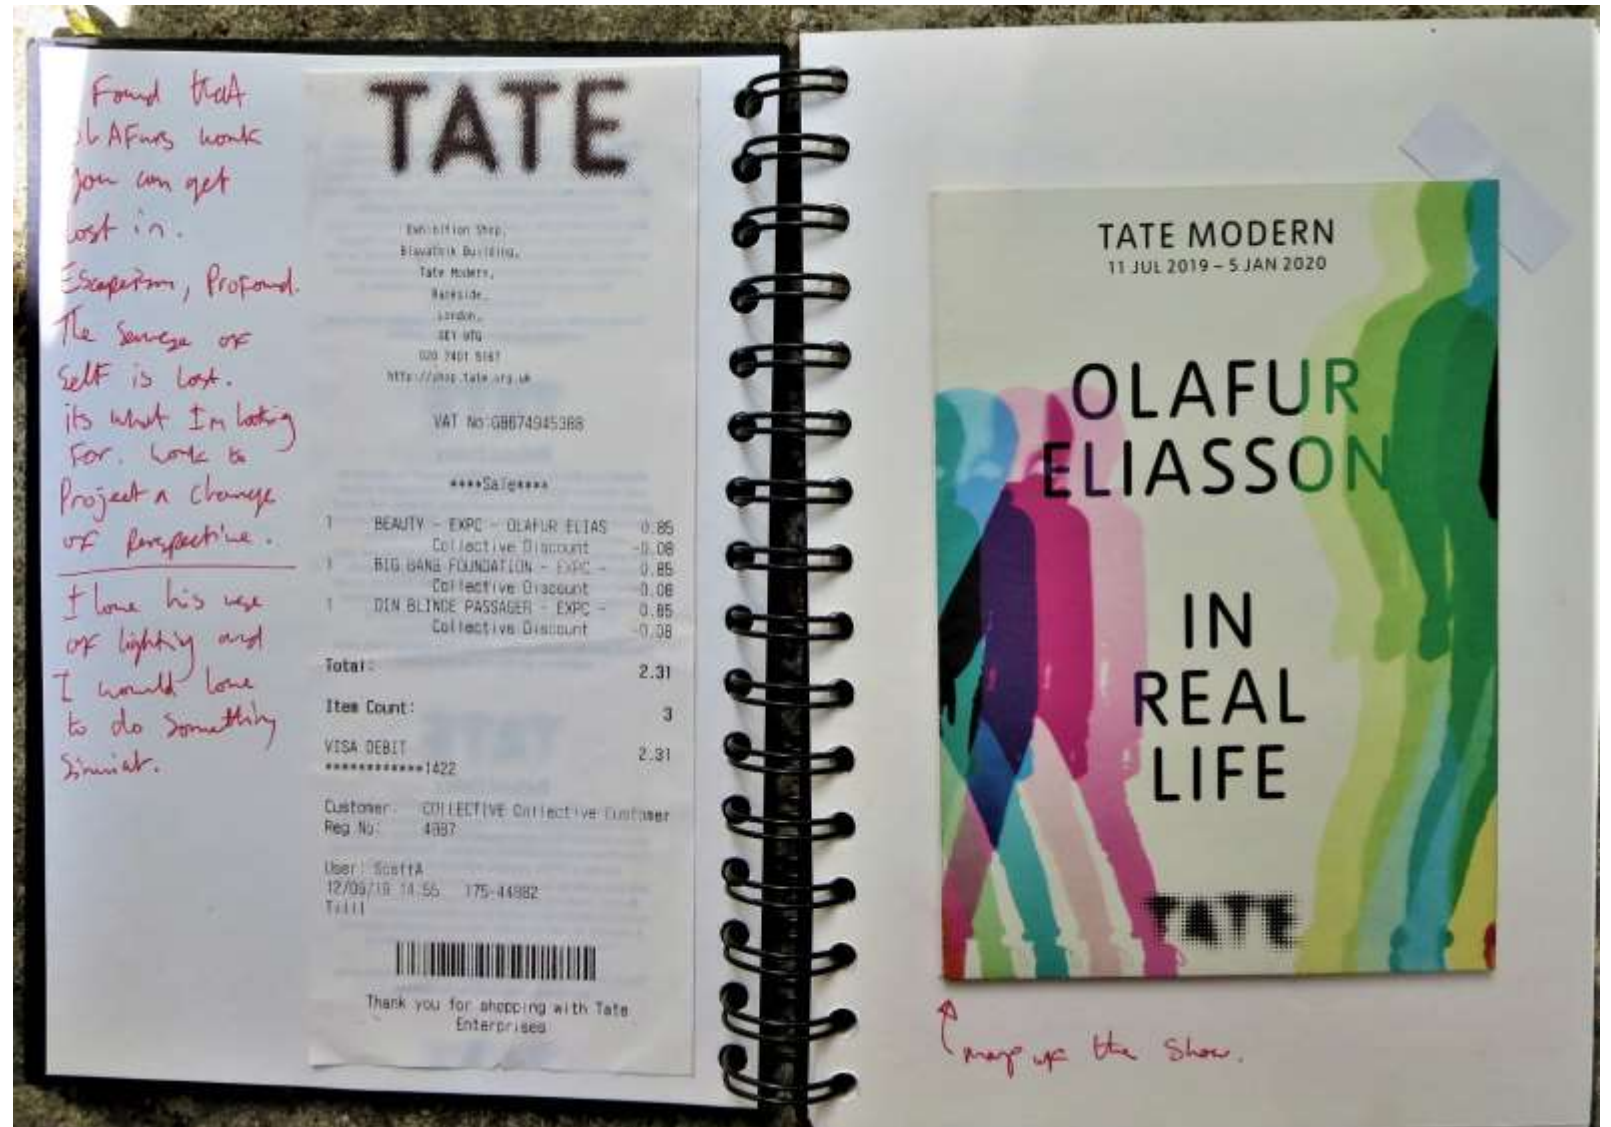 Found that
Olafurs work
you can get
lost in.
Escapeism, Profound.
The sense of
Self is Lost.
its what Im looking
For. Work to
Project a change
of perspective.
I love his use
of lighting and
I would love
to do something
Similar.
TATE
Exhibition Shop,
Blavatnik Building,
Tate Modern,
Bankside,
London,
020 7401 5167
http://shop.tate.org.uk
VAT No:GB674945388
****Sale****
1 BEAUTY - EXPC - OLAFUR ELIAS 0.85
Collective Discount -0.08
1 BIG BANG FOUNDATION - EXPC - 0.85
Collective Discount -0.08
1 DIN BLINDE PASSAGER - EXPC - 0.85
Collective Discount -0.08
Total: 2.31
Item Count: 3
VISA DEBIT 2.31
************1422
Customer: COLLECTIVE Collective Customer
Reg No: 4987
User: ScottA
12/09/19 14:55 175-44982
Till1
Thank you for shopping with Tate
Enterprises
TATE MODERN
11 JUL 2019 – 5 JAN 2020
OLAFUR
ELIASSON
IN
REAL
LIFE
TATE
map of the show.